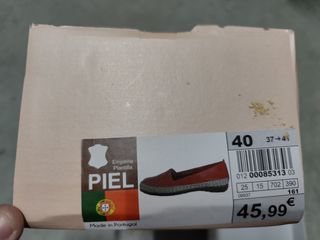 40
37→41
012 00085313 03
25 15 702 390
09937
161
45,99€
Empeine
Plantilla
PIEL
Made in Portugal